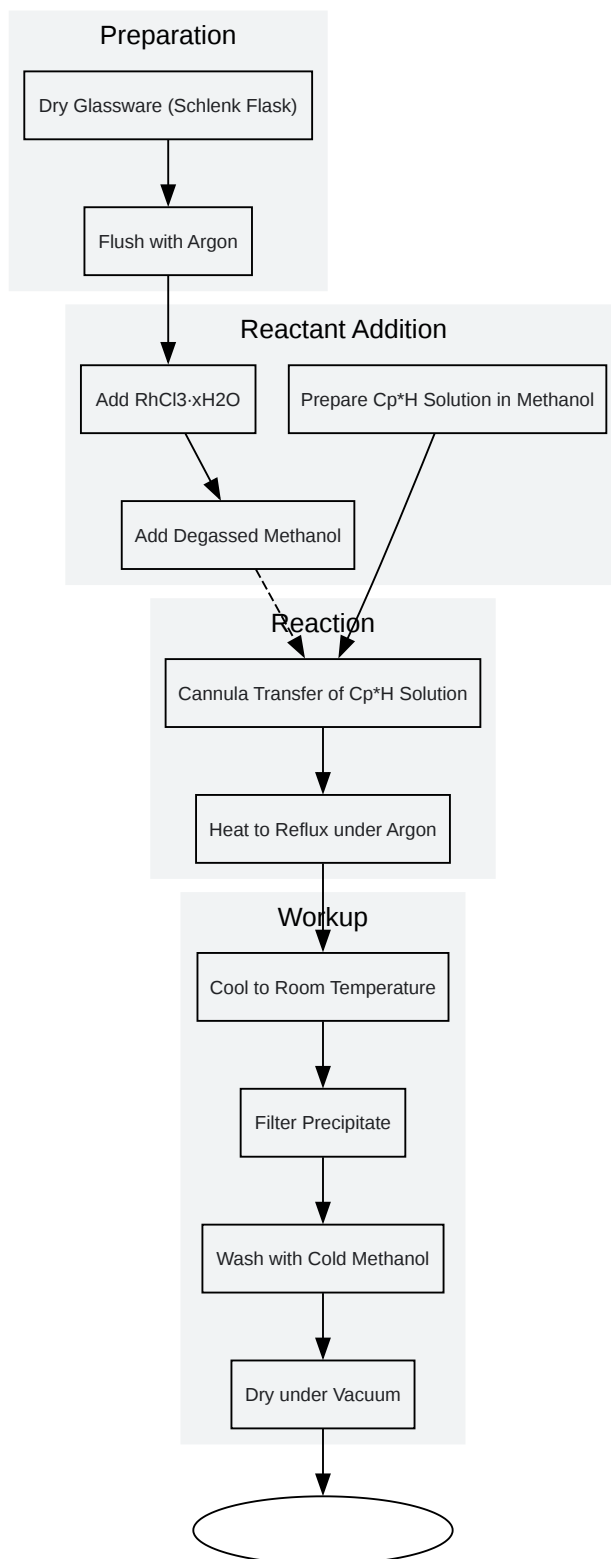 Preparation
Dry Glassware (Schlenk Flask)
Flush with Argon
Reactant Addition
Add RhCl3·xH2O
Prepare Cp*H Solution in Methanol
Add Degassed Methanol
Reaction
Cannula Transfer of Cp*H Solution
Heat to Reflux under Argon
Workup
Cool to Room Temperature
Filter Precipitate
Wash with Cold Methanol
Dry under Vacuum